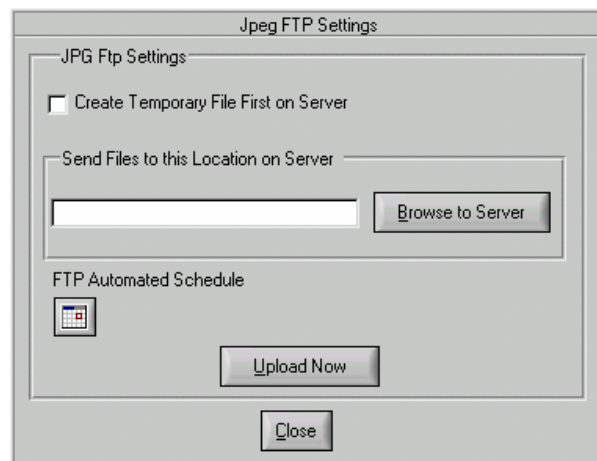 Jpeg FTP Settings
JPG Ftp Settings
Create Temporary File First on Server
Send Files to this Location on Server
Browse to Server
FTP Automated Schedule
Upload Now
Close